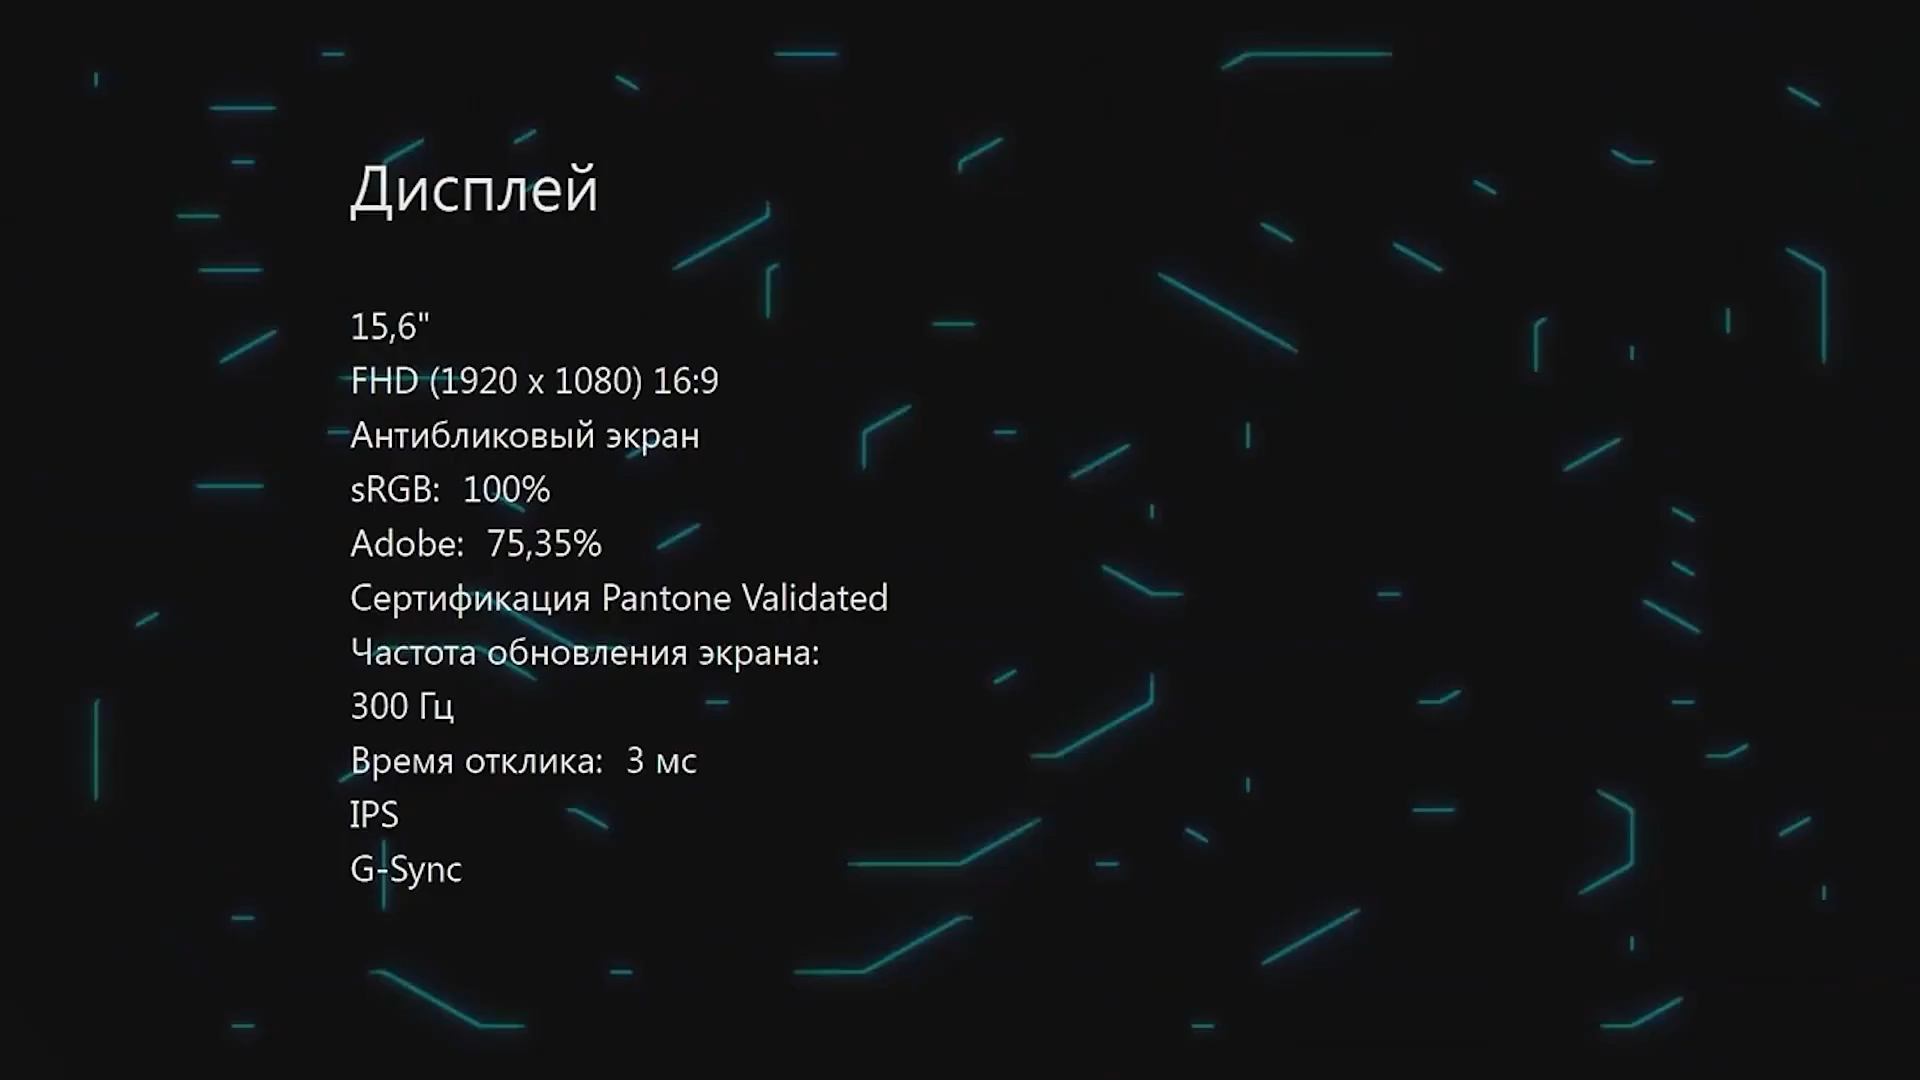 Дисплей
15,6"
FHD (1920 x 1080) 16:9
Антибликовый экран
sRGB: 100%
Adobe: 75,35%
Сертификация Pantone Validated
Частота обновления экрана:
300 Гц
Время отклика: 3 мс
IPS
G-Sync